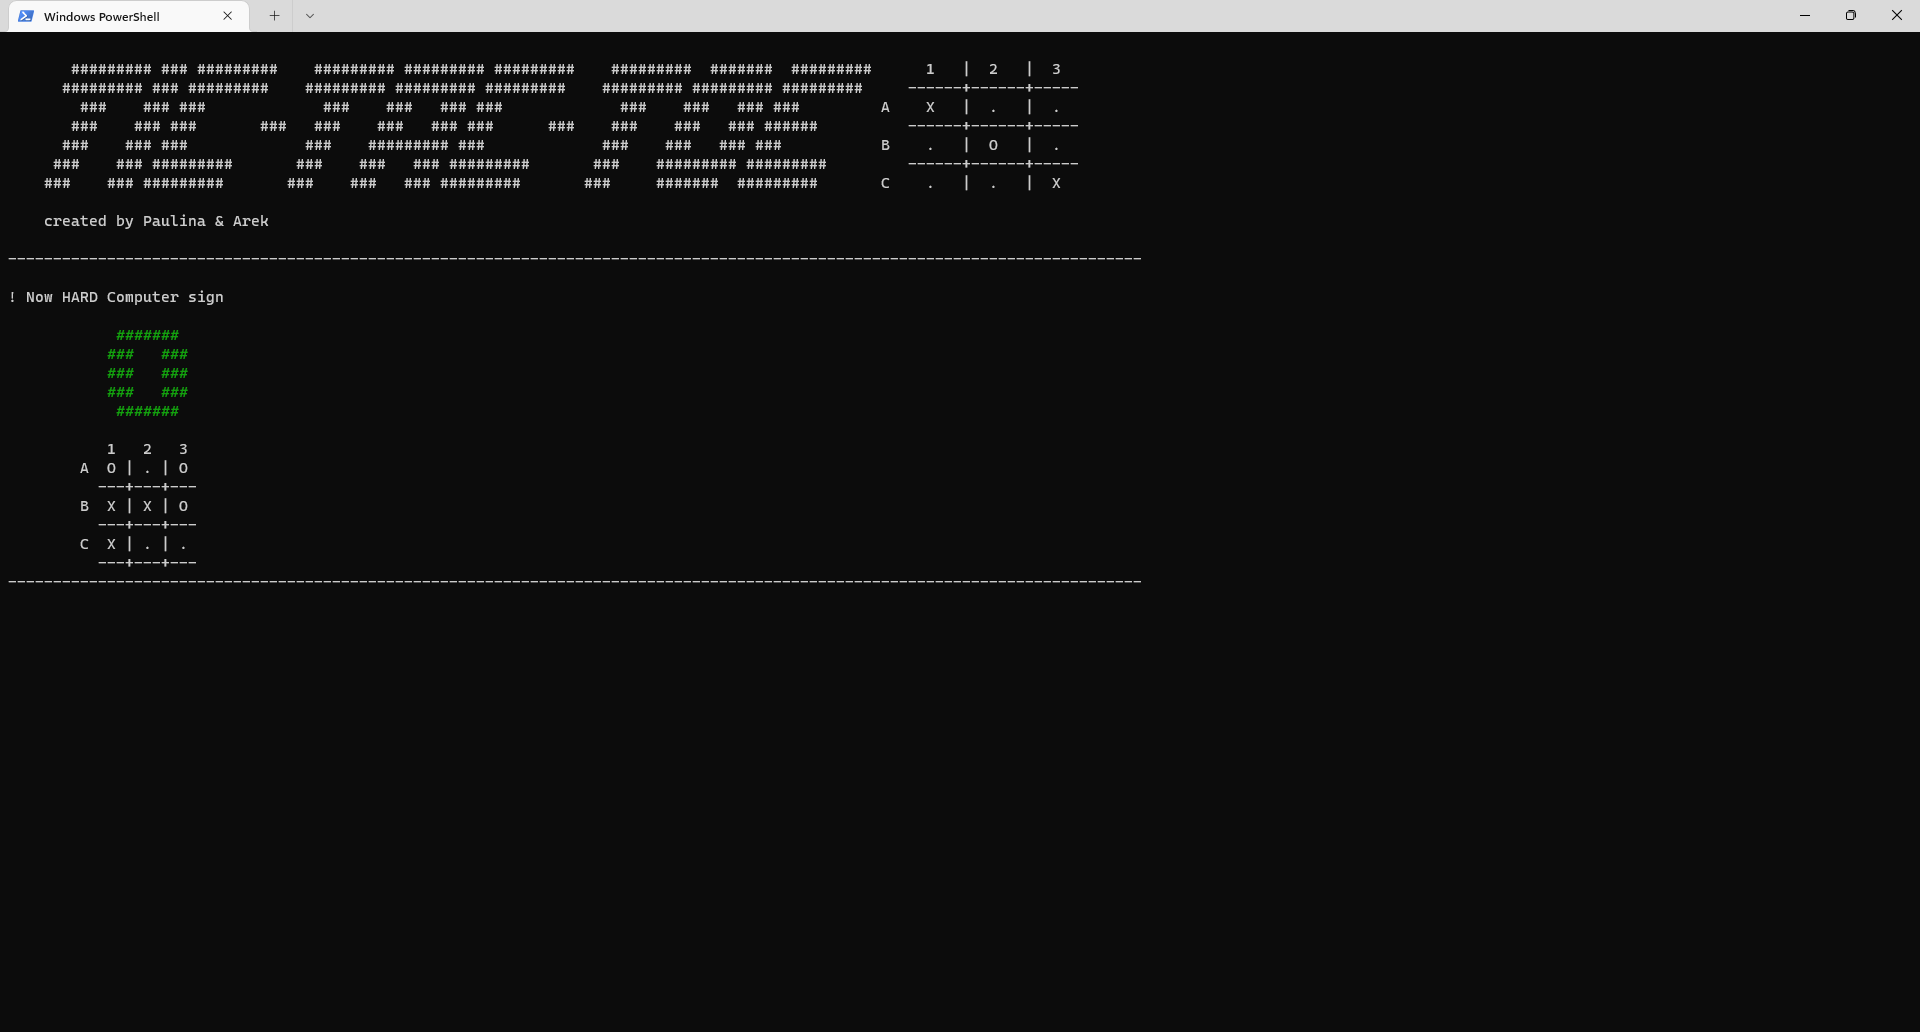 Windows PowerShell
######### ### #########    ######### ######### #########    #########  #######  #########      1   |  2   |  3
######### ### #########    ######### ######### #########    ######### ######### #########     ------+------+-----
###    ### ###             ###    ###   ### ###             ###    ###   ### ###         A    X   |  .   |  .
###    ### ###       ###   ###    ###   ### ###      ###    ###    ###   ### ######          ------+------+-----
###    ### ###             ###    ######### ###             ###    ###   ### ###           B    .   |  O   |  .
###    ### #########       ###    ###   ### #########       ###    ######### #########         ------+------+-----
###    ### #########       ###    ###   ### #########       ###     #######  #########       C    .   |  .   |  X
created by Paulina & Arek
------------------------------------------------------------------------------------------------------------------------------
! Now HARD Computer sign
#######
###   ###
###   ###
###   ###
#######
1   2   3
A  O | . | O
---+---+---
B  X | X | O
---+---+---
C  X | . | .
---+---+---
------------------------------------------------------------------------------------------------------------------------------